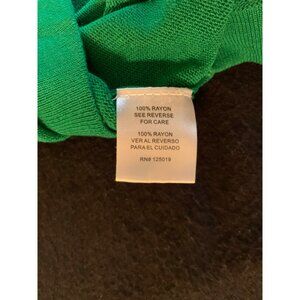 100% RAYON
SEE REVERSE
FOR CARE
100% RAYON
VER AL REVERSO
PARA EL CUIDADO
RN# 125019